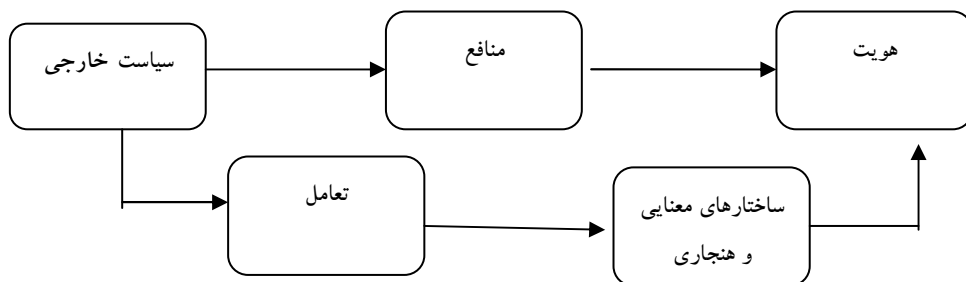 سیاست خارجی
منافع
هویت
تعامل
ساختارهای معنایی
و هنجاری